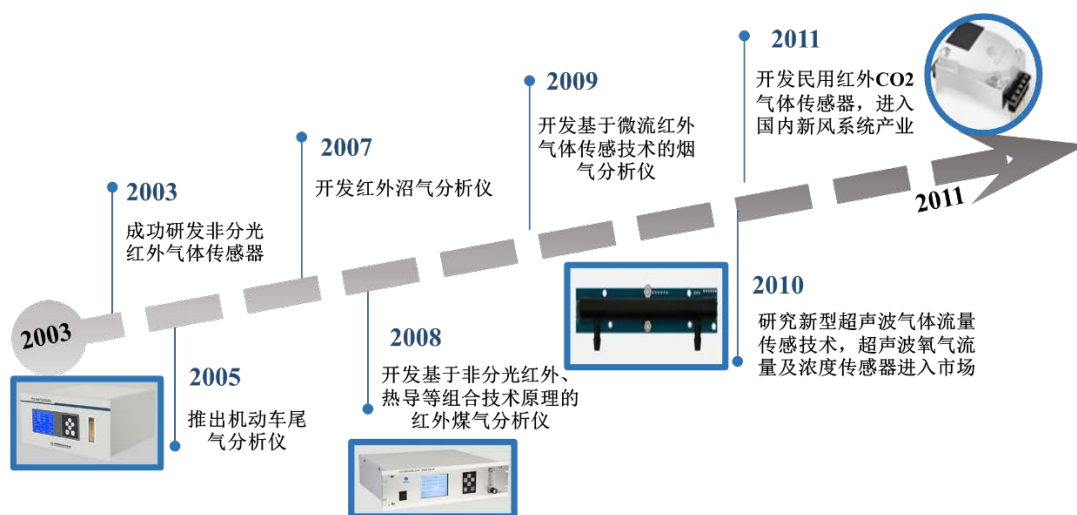 2003
2003
成功研发非分光
红外气体传感器
2005
推出机动车尾
气分析仪
2007
开发红外沼气分析仪
2008
开发基于非分光红外、
热导等组合技术原理的
红外煤气分析仪
2009
开发基于微流红外
气体传感技术的烟
气分析仪
2010
研究新型超声波气体流量
传感技术，超声波氧气流
量及浓度传感器进入市场
2011
开发民用红外CO2
气体传感器，进入
国内新风系统产业
2011